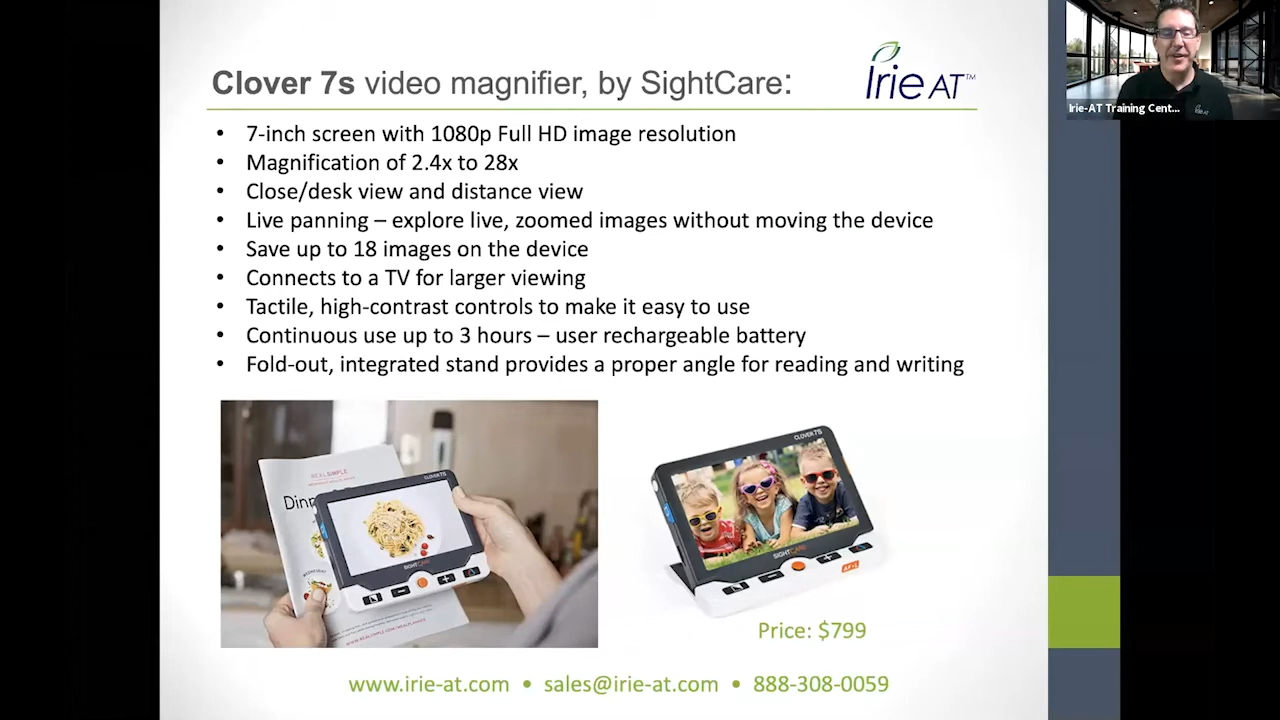 Clover 7s video magnifier, by SightCare:
Irie AT™
Irie-AT Training Cent...
• 7-inch screen with 1080p Full HD image resolution
• Magnification of 2.4x to 28x
• Close/desk view and distance view
• Live panning – explore live, zoomed images without moving the device
• Save up to 18 images on the device
• Connects to a TV for larger viewing
• Tactile, high-contrast controls to make it easy to use
• Continuous use up to 3 hours – user rechargeable battery
• Fold-out, integrated stand provides a proper angle for reading and writing
REAL SIMPLE
CLOVER 7S
SIGHTCARE
CLOVER 7S
SIGHTCARE
Price: $799
www.irie-at.com • sales@irie-at.com • 888-308-0059